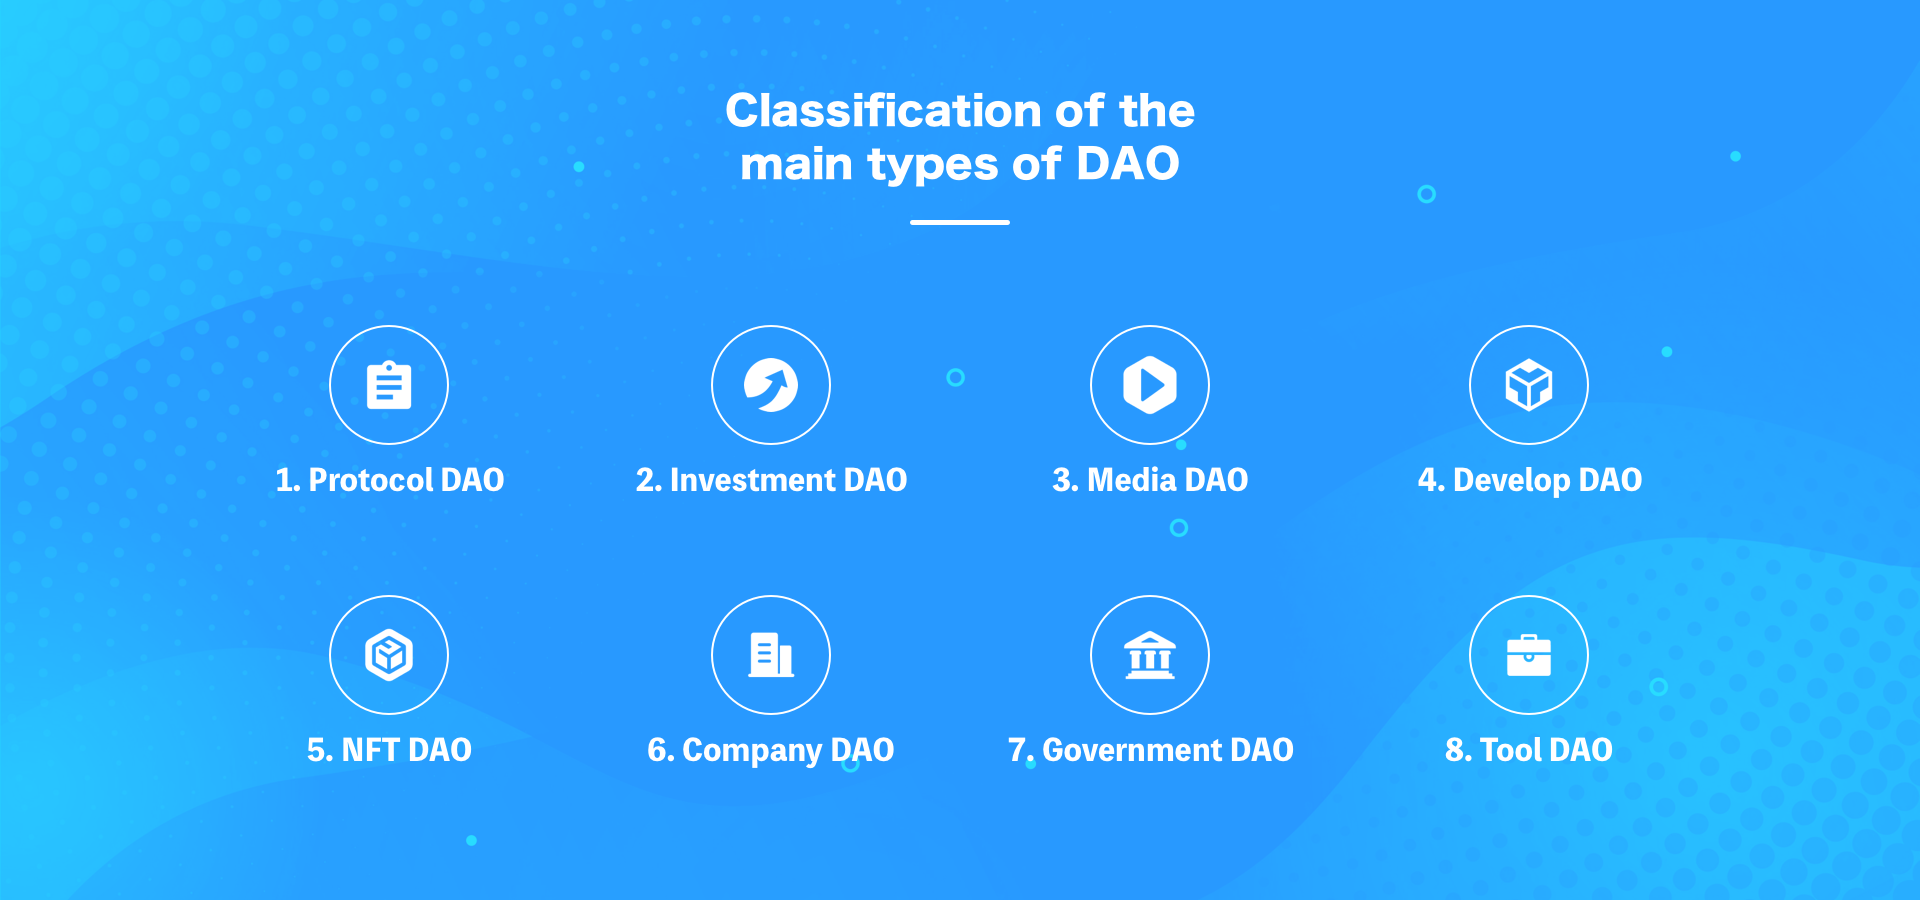 Classification of the
main types of DAO
1. Protocol DAO
2. Investment DAO
3. Media DAO
4. Develop DAO
5. NFT DAO
6. Company DAO
7. Government DAO
8. Tool DAO